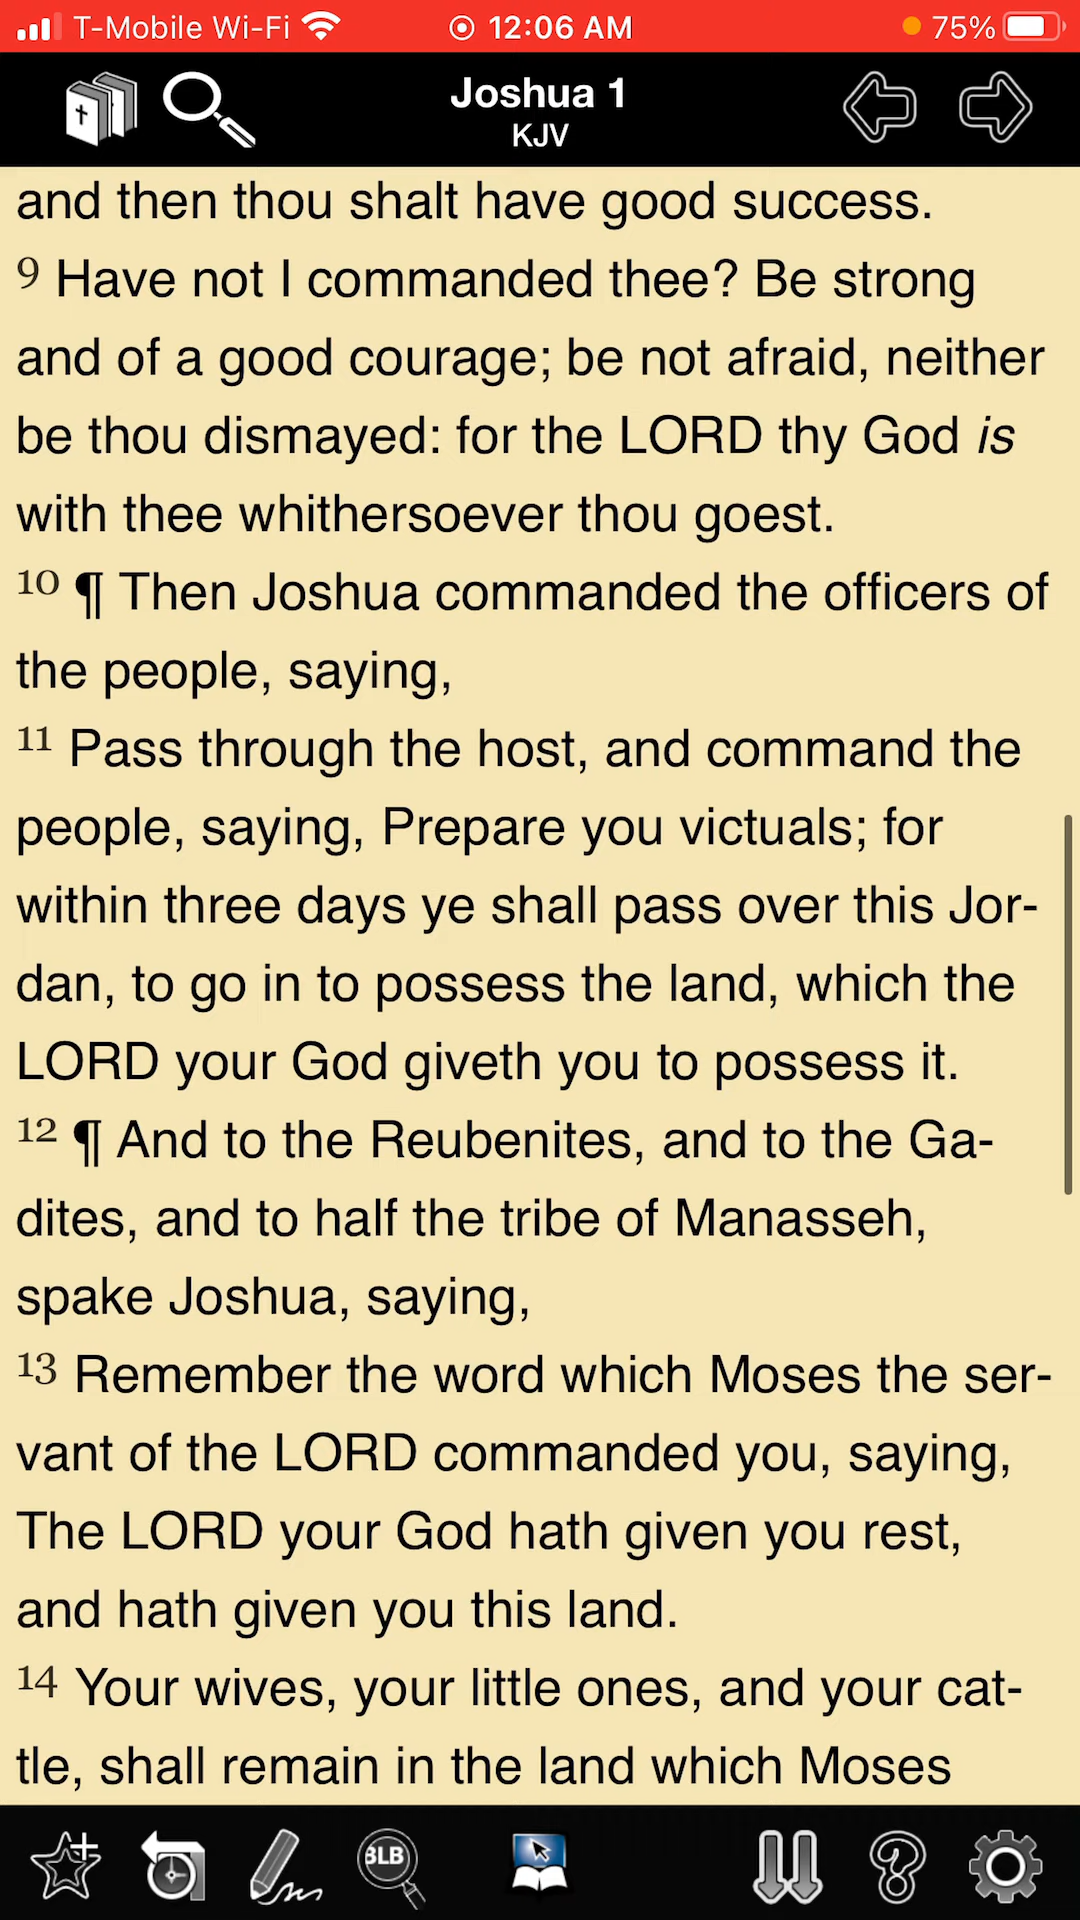 T-Mobile Wi-Fi 12:06 AM 75%
Joshua 1
KJV
and then thou shalt have good success.
9 Have not I commanded thee? Be strong
and of a good courage; be not afraid, neither
be thou dismayed: for the LORD thy God is
with thee whithersoever thou goest.
10 ¶ Then Joshua commanded the officers of
the people, saying,
11 Pass through the host, and command the
people, saying, Prepare you victuals; for
within three days ye shall pass over this Jor-
dan, to go in to possess the land, which the
LORD your God giveth you to possess it.
12 ¶ And to the Reubenites, and to the Ga-
dites, and to half the tribe of Manasseh,
spake Joshua, saying,
13 Remember the word which Moses the ser-
vant of the LORD commanded you, saying,
The LORD your God hath given you rest,
and hath given you this land.
14 Your wives, your little ones, and your cat-
tle, shall remain in the land which Moses
BLB